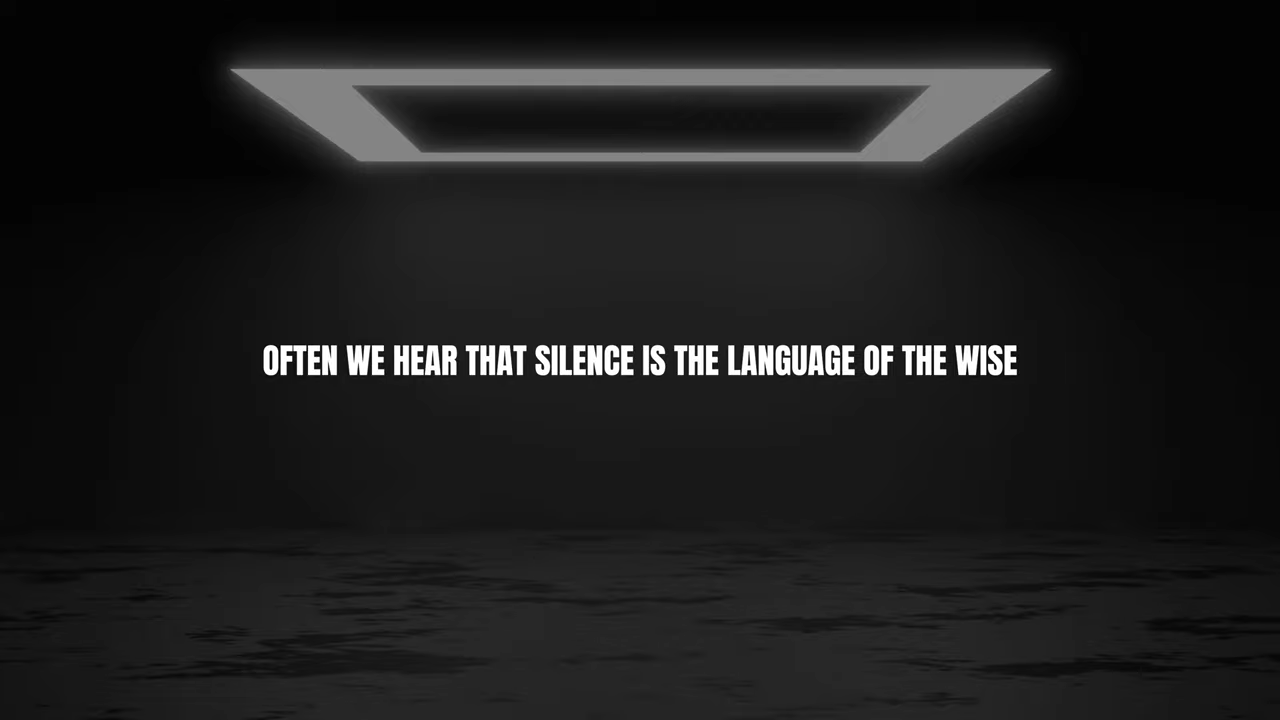 OFTEN WE HEAR THAT SILENCE IS THE LANGUAGE OF THE WISE